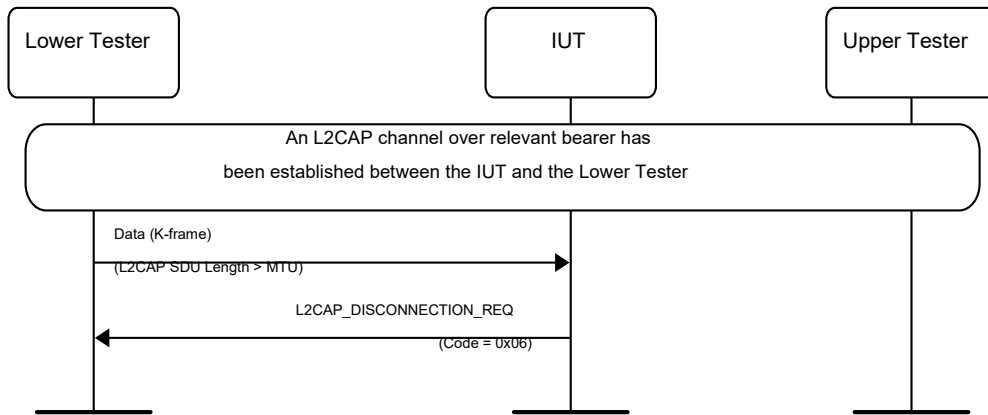 Lower Tester
IUT
Upper Tester
An L2CAP channel over relevant bearer has
been established between the IUT and the Lower Tester
Data (K-frame)
(L2CAP SDU Length > MTU)
L2CAP_DISCONNECTION_REQ
(Code = 0x06)